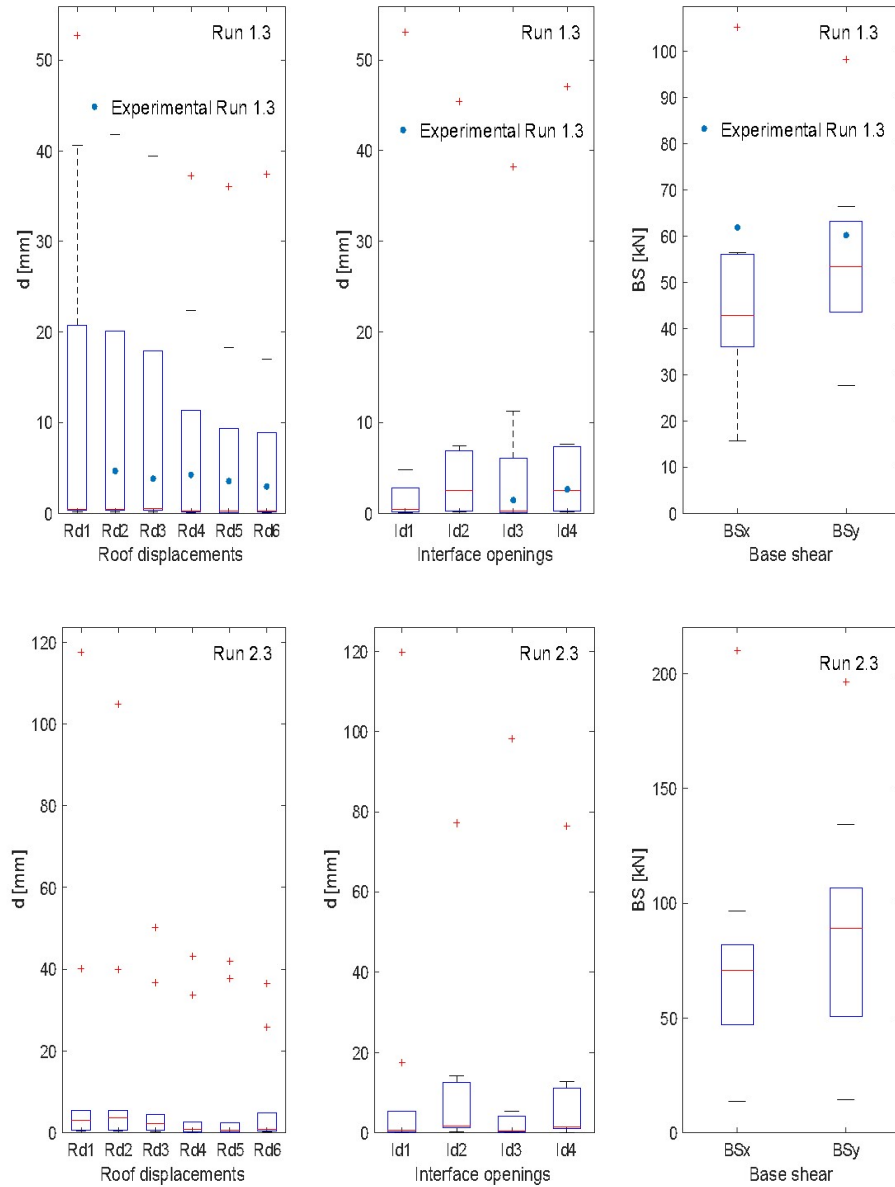 Run 1.3
Experimental Run 1.3
d [mm]
50
40
30
20
10
0
Rd1 Rd2 Rd3 Rd4 Rd5 Rd6
Roof displacements
Run 1.3
Experimental Run 1.3
d [mm]
50
40
30
20
10
0
Id1 Id2 Id3 Id4
Interface openings
Run 1.3
Experimental Run 1.3
BS [kN]
100
90
80
70
60
50
40
30
20
10
0
BSx BSy
Base shear
Run 2.3
d [mm]
120
100
80
60
40
20
0
Rd1 Rd2 Rd3 Rd4 Rd5 Rd6
Roof displacements
Run 2.3
d [mm]
120
100
80
60
40
20
0
Id1 Id2 Id3 Id4
Interface openings
Run 2.3
BS [kN]
200
150
100
50
0
BSx BSy
Base shear